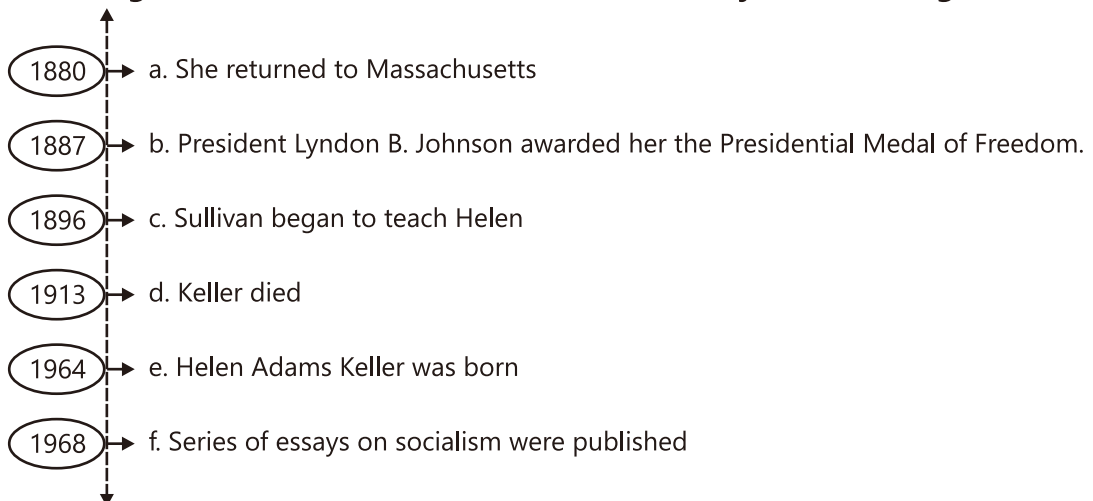 1880 a. She returned to Massachusetts
1887 b. President Lyndon B. Johnson awarded her the Presidential Medal of Freedom.
1896 c. Sullivan began to teach Helen
1913 d. Keller died
1964 e. Helen Adams Keller was born
1968 f. Series of essays on socialism were published